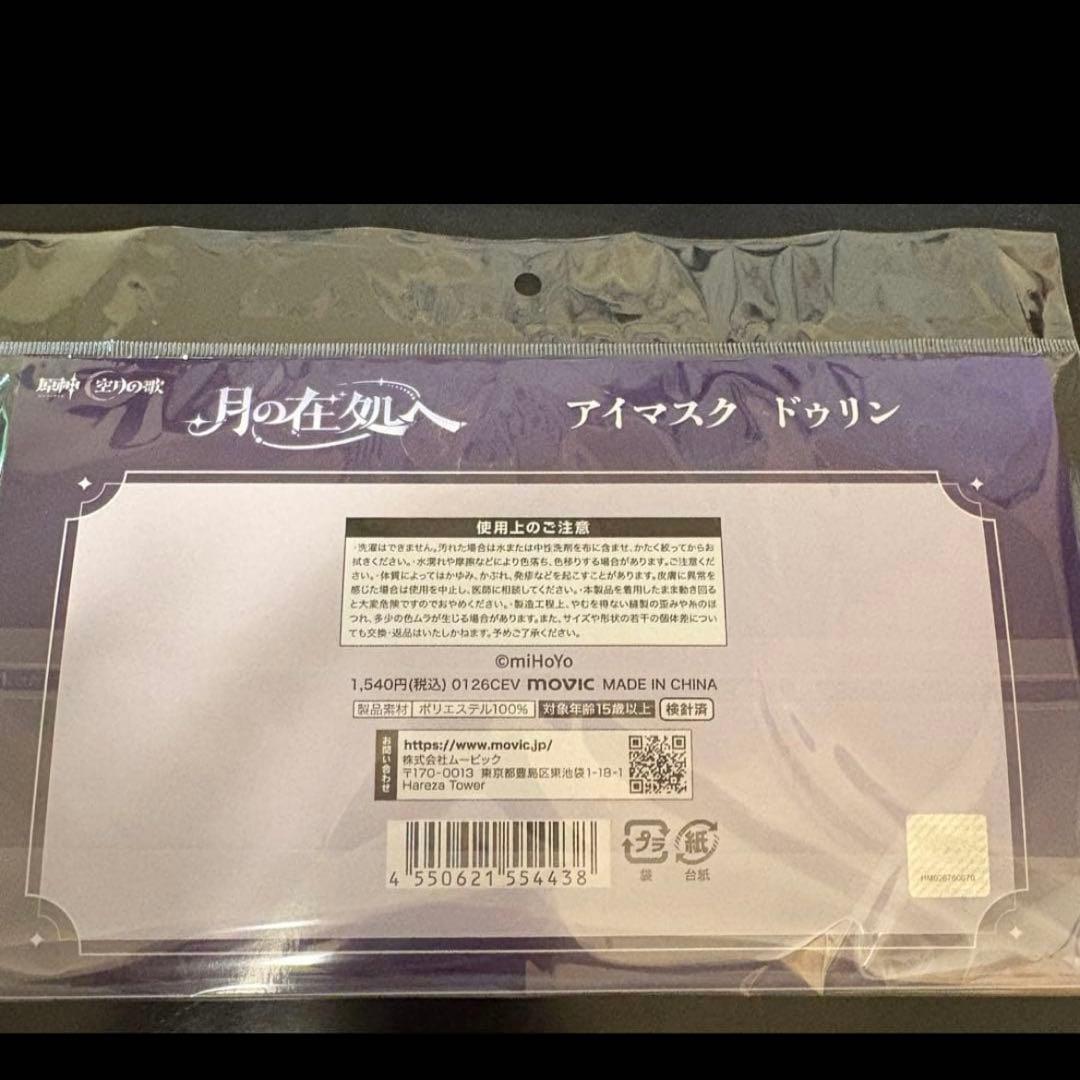 原神 空月の歌
月の在処へ
アイマスク ドゥリン
使用上のご注意
・洗濯はできません。汚れた場合は水または中性洗剤を布に含ませ、かたく絞ってからお
拭きください。・水濡れや摩擦などにより色落ち、色移りする場合があります。ご注意くだ
さい。・体質によってはかゆみ、かぶれ、発疹などを起こすことがあります。皮膚に異常を
感じた場合は使用を中止し、医師に相談してください。・本製品を着用したまま動き回る
と大変危険ですのでおやめください。・製造工程上、やむを得ない縫製の歪みや糸のほ
つれ、多少の色ムラが生じる場合があります。また、サイズや形状の若干の個体差につい
ても交換・返品はいたしかねます。予めご了承ください。
©miHoYo
1,540円(税込) 0126CEV movic MADE IN CHINA
製品素材 ポリエステル100% 対象年齢15歳以上 検針済
お問い合わせ
https://www.movic.jp/
株式会社ムービック
〒170-0013 東京都豊島区東池袋1-18-1
Hareza Tower
4 550621 554438
プラ 紙
袋 台紙